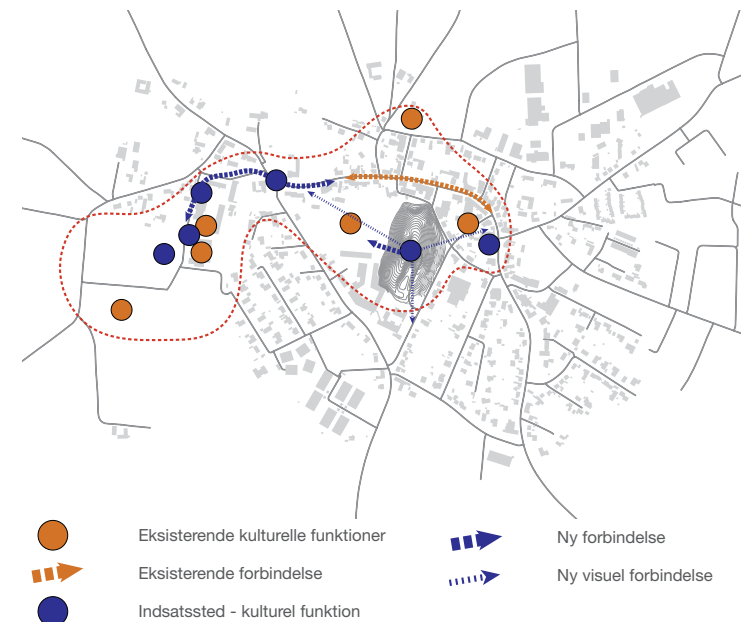 Eksisterende kulturelle funktioner
Eksisterende forbindelse
Indsatssted - kulturel funktion
Ny forbindelse
Ny visuel forbindelse